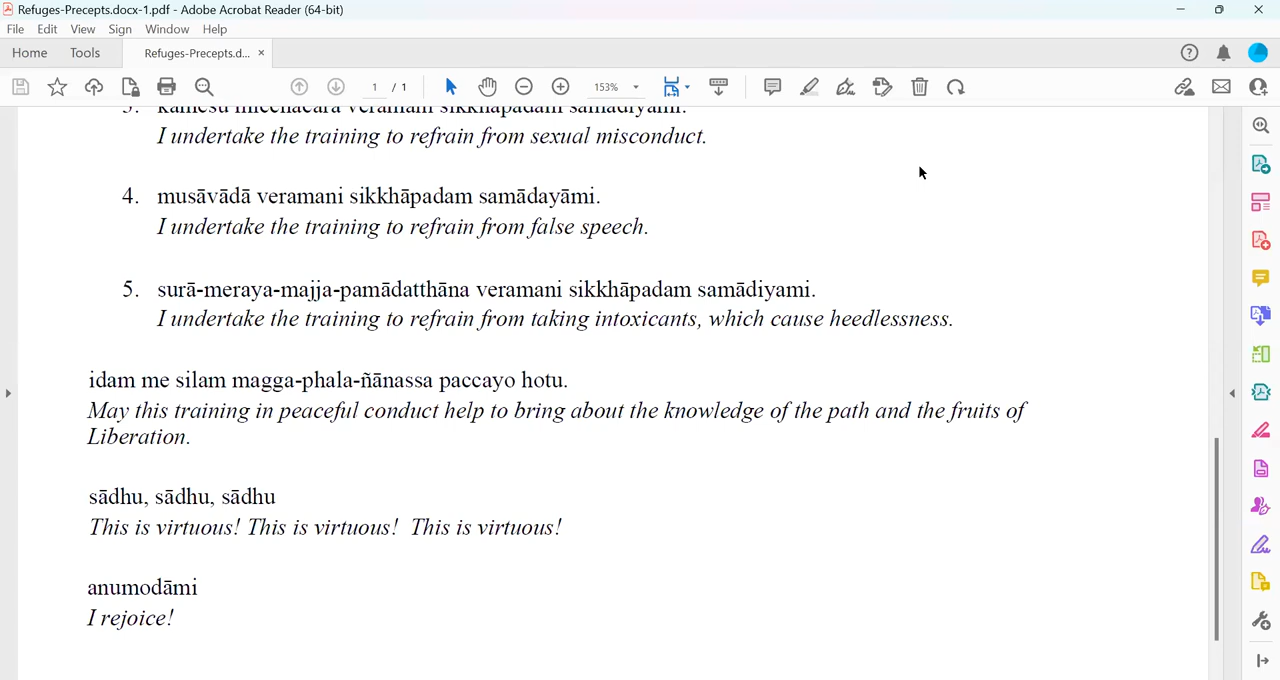 Refuges-Precepts.docx-1.pdf - Adobe Acrobat Reader (64-bit)
File Edit View Sign Window Help
Home Tools Refuges-Precepts.d... ×
1 / 1 153%
I undertake the training to refrain from sexual misconduct.
4. musāvādā veramani sikkhāpadam samādayāmi.
I undertake the training to refrain from false speech.
5. surā-meraya-majja-pamādatthāna veramani sikkhāpadam samādiyami.
I undertake the training to refrain from taking intoxicants, which cause heedlessness.
idam me silam magga-phala-ñānassa paccayo hotu.
May this training in peaceful conduct help to bring about the knowledge of the path and the fruits of
Liberation.
sādhu, sādhu, sādhu
This is virtuous! This is virtuous! This is virtuous!
anumodāmi
I rejoice!